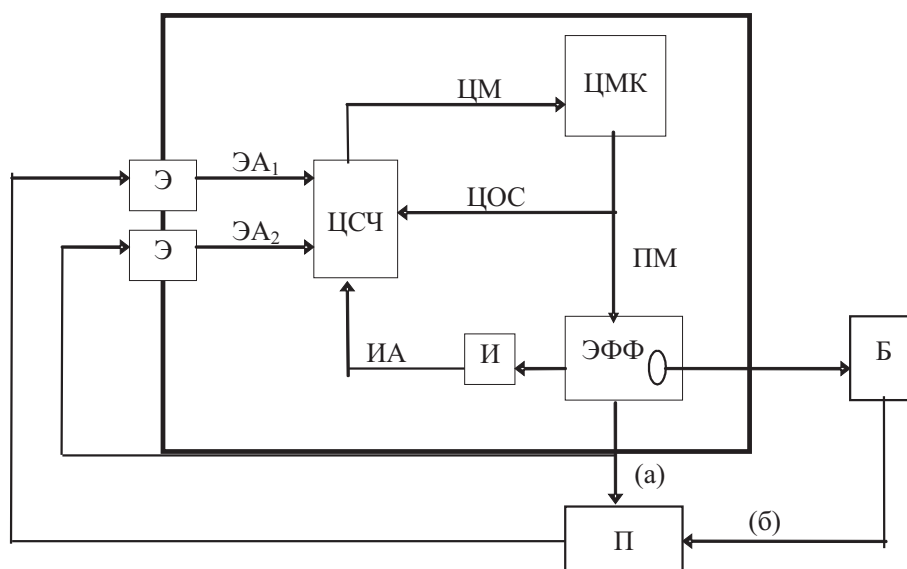 ЦМ
ЦМК
Э
ЭА₁
ЦСЧ
ЦОС
Э
ЭА₂
ПМ
ИА
И
ЭФФ
Б
(а)
П
(б)